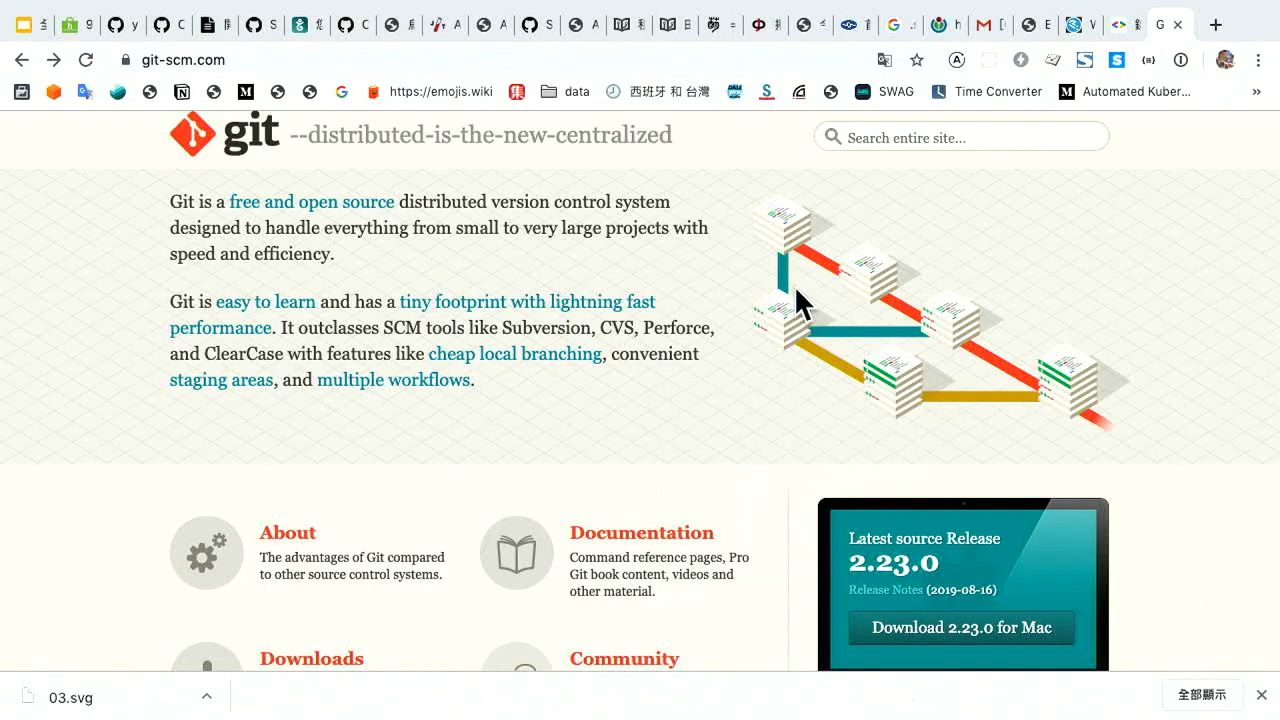 git-scm.com
https://emojis.wiki
data
西班牙 和 台灣
SWAG
Time Converter
Automated Kuber...
git --distributed-is-the-new-centralized
Search entire site...
Git is a free and open source distributed version control system
designed to handle everything from small to very large projects with
speed and efficiency.
Git is easy to learn and has a tiny footprint with lightning fast
performance. It outclasses SCM tools like Subversion, CVS, Perforce,
and ClearCase with features like cheap local branching, convenient
staging areas, and multiple workflows.
About
The advantages of Git compared
to other source control systems.
Documentation
Command reference pages, Pro
Git book content, videos and
other material.
Latest source Release
2.23.0
Release Notes (2019-08-16)
Download 2.23.0 for Mac
Downloads
Community
03.svg
全部顯示